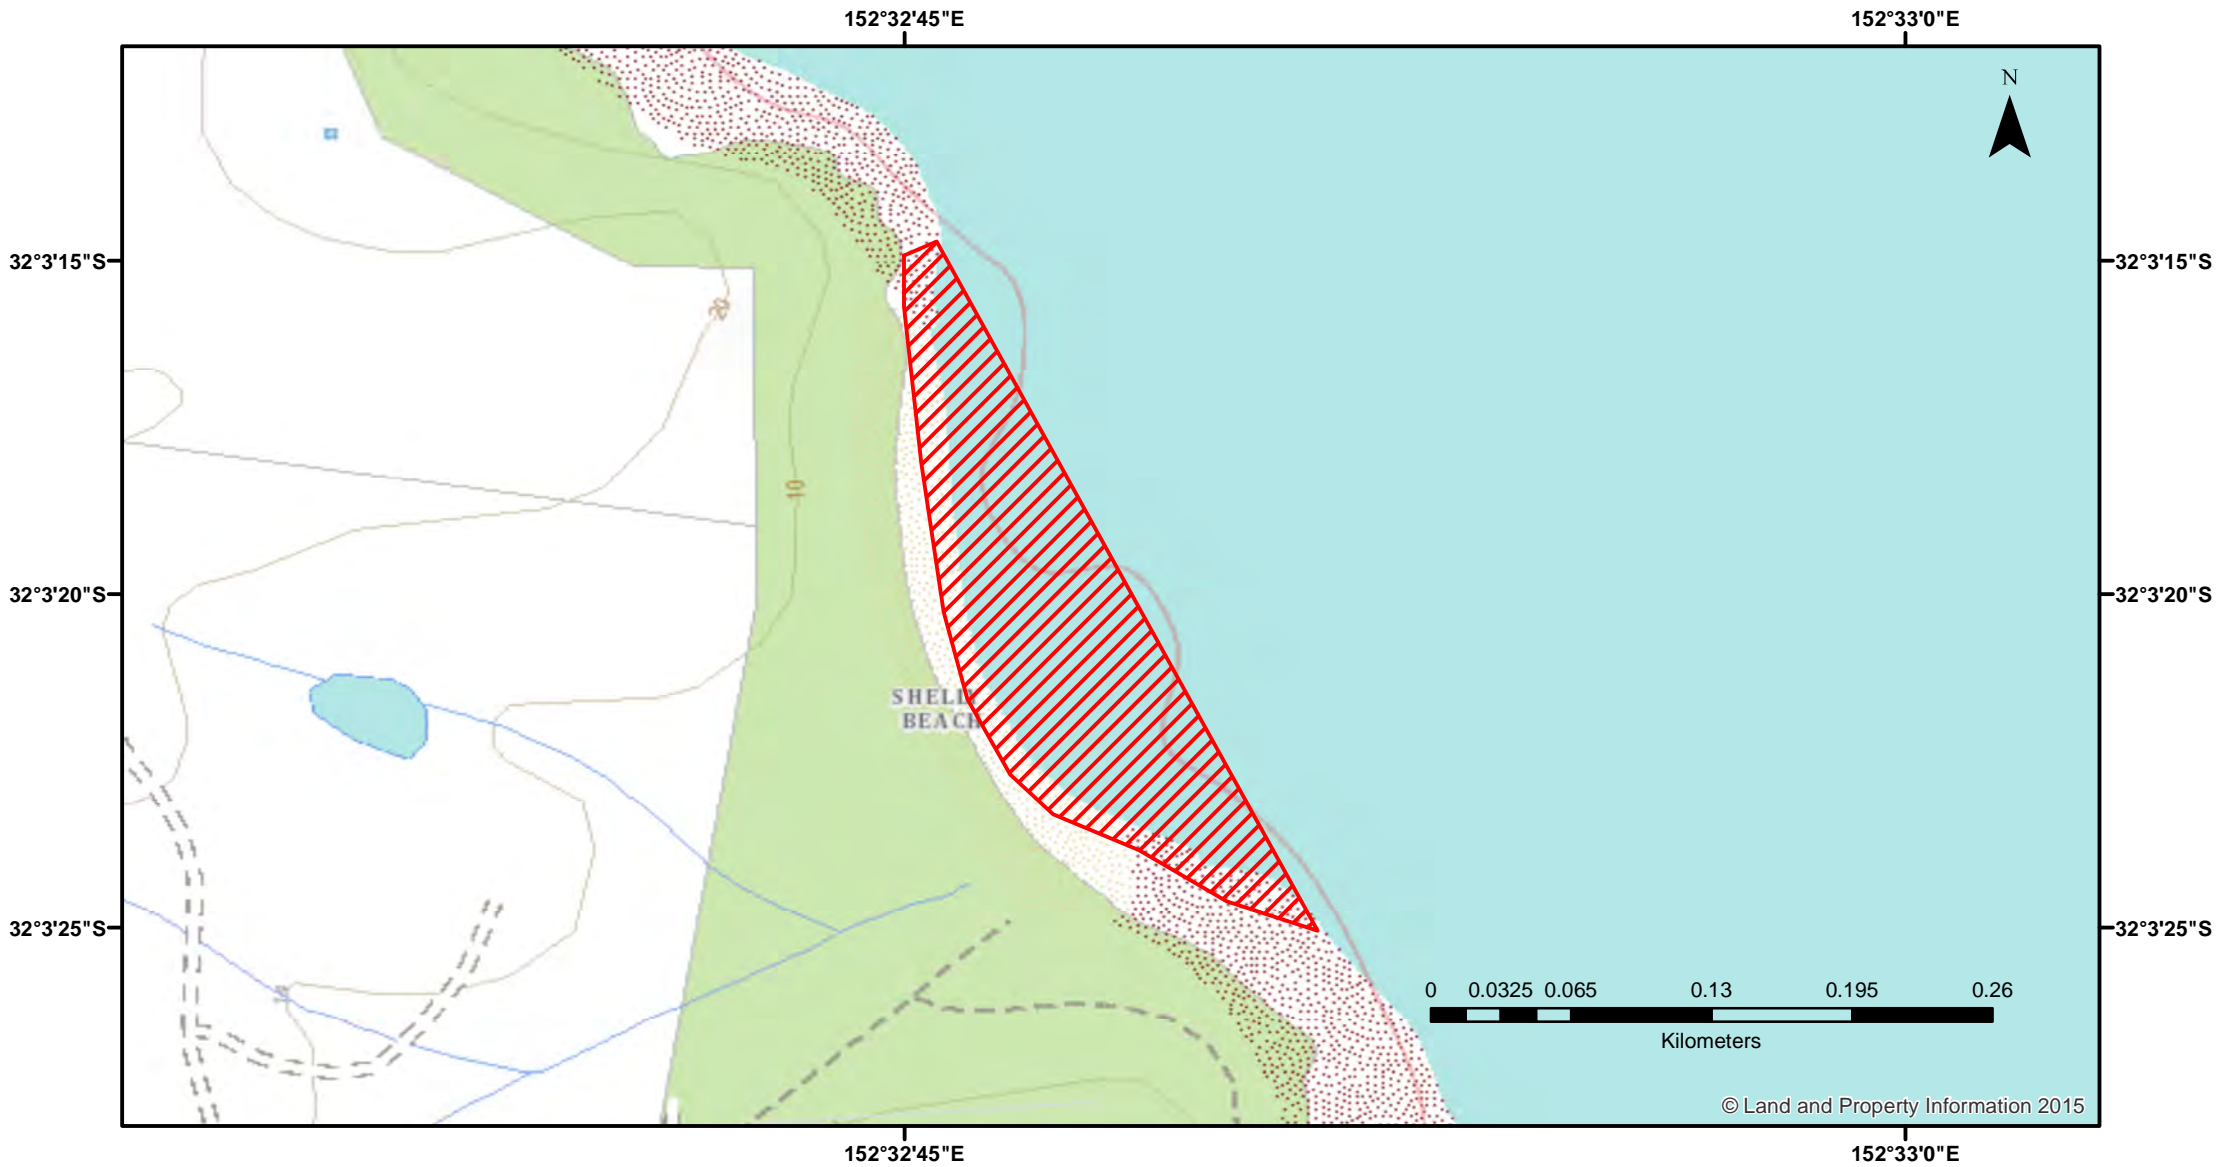 152°32'45"E 152°33'0"E
N
32°3'15"S 32°3'15"S
20
10
32°3'20"S 32°3'20"S
SHELL
BEACH
32°3'25"S 32°3'25"S
0 0.0325 0.065 0.13 0.195 0.26
Kilometers
© Land and Property Information 2015
152°32'45"E 152°33'0"E